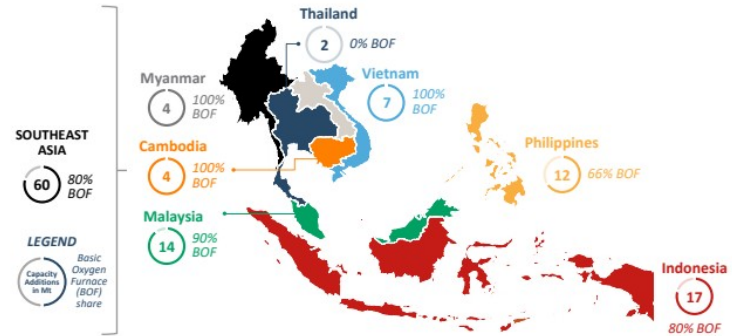 Thailand
2
0% BOF
Myanmar
4
100%
BOF
Vietnam
7
100%
BOF
SOUTHEAST
ASIA
60
80%
BOF
Cambodia
4
100%
BOF
Philippines
12
66% BOF
Malaysia
14
90%
BOF
LEGEND
Capacity
Additions
in Mt
Basic
Oxygen
Furnace
(BOF)
share
Indonesia
17
80% BOF